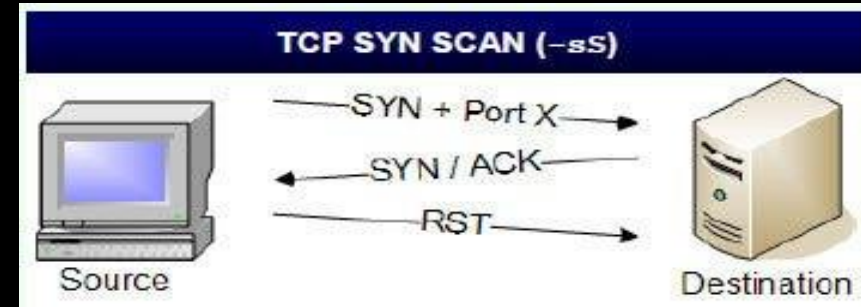 TCP SYN SCAN (-sS)
SYN + Port X
SYN / ACK
RST
Source
Destination